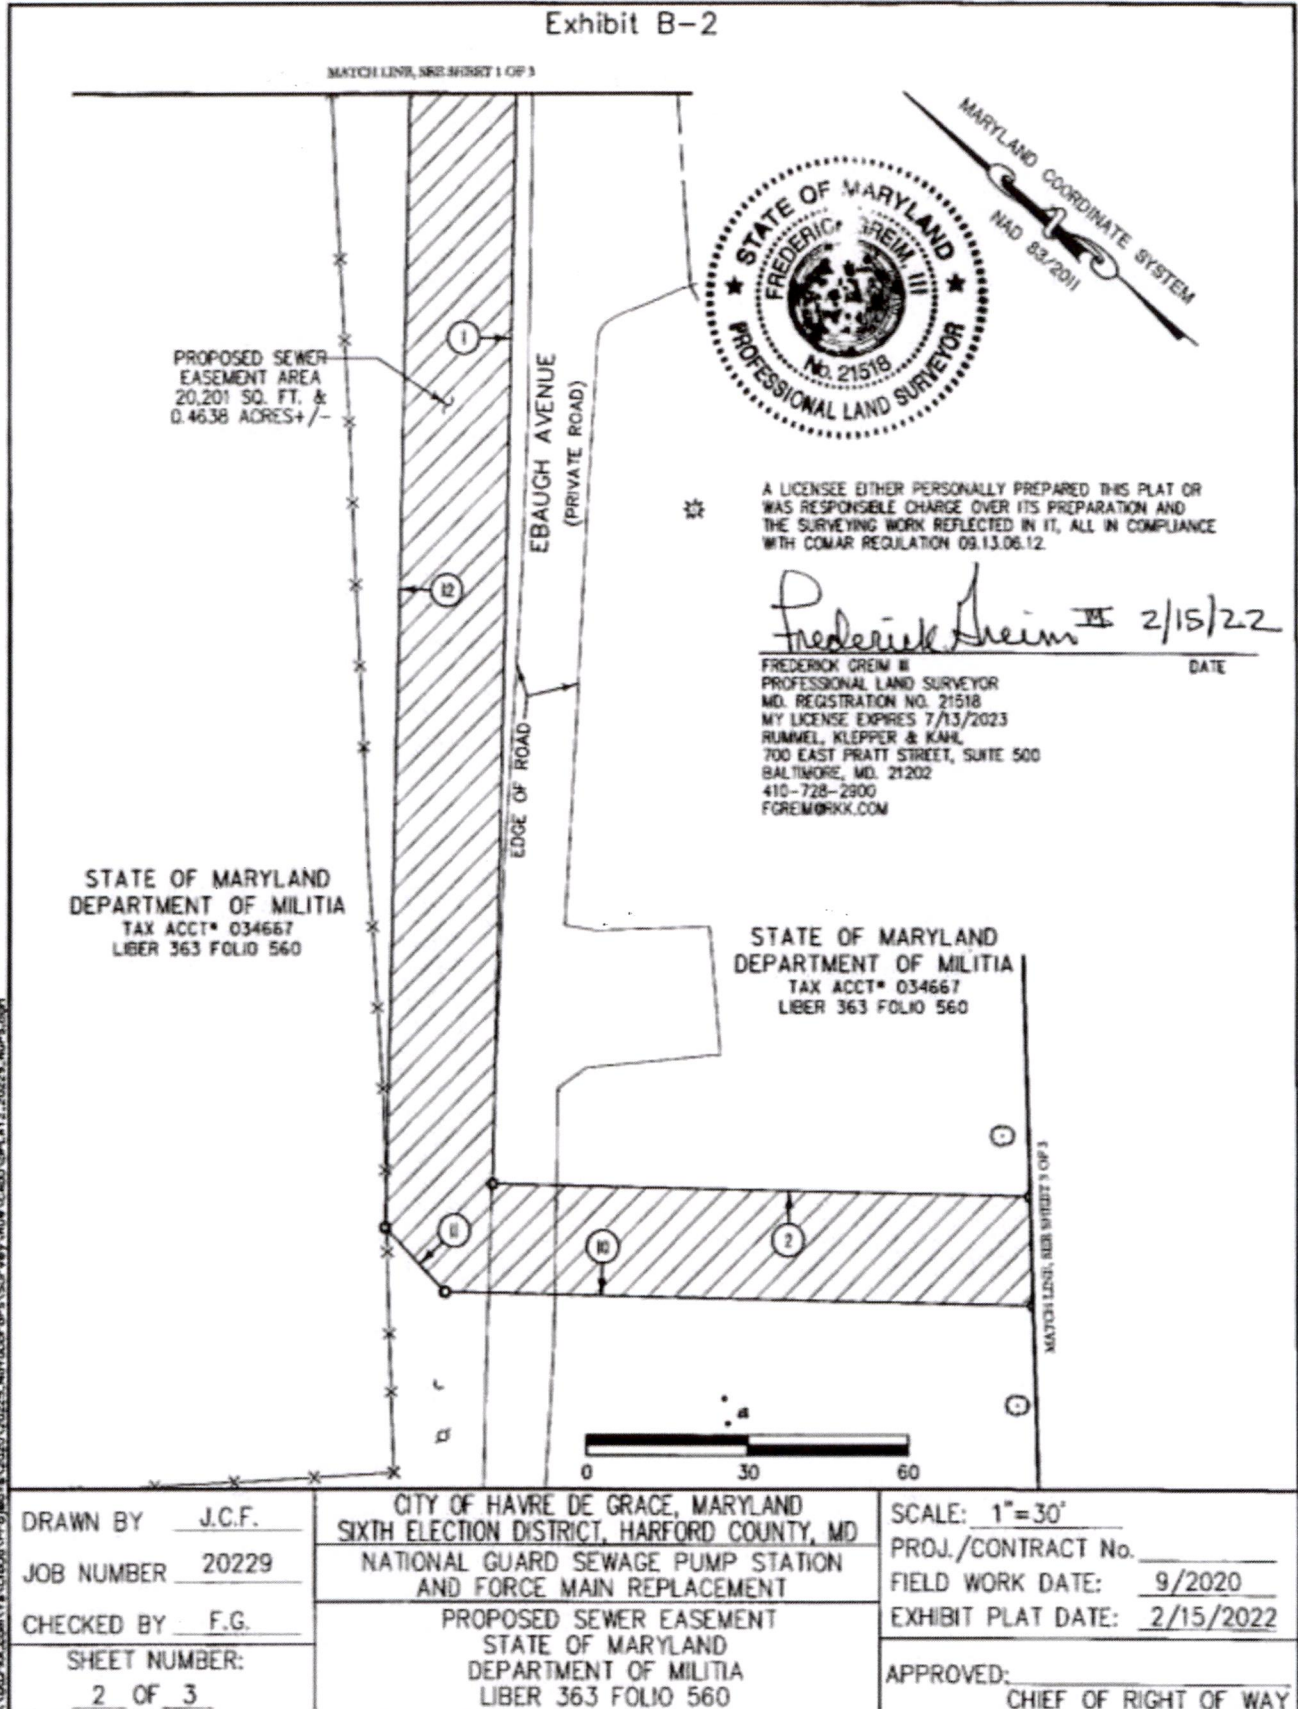 Exhibit B-2
MATCH LINE, SEE SHEET 1 OF 3
MARYLAND COORDINATE SYSTEM
NAD 83/2011
STATE OF MARYLAND
PROFESSIONAL LAND SURVEYOR
GREIM, III
No. 21518
1
PROPOSED SEWER
EASEMENT AREA
20,201 SQ. FT. &
0.4638 ACRES+/-
EBAUGH AVENUE
(PRIVATE ROAD)
A LICENSEE EITHER PERSONALLY PREPARED THIS PLAT OR
WAS RESPONSIBLE CHARGE OVER ITS PREPARATION AND
THE SURVEYING WORK REFLECTED IN IT, ALL IN COMPLIANCE
WITH COMAR REGULATION 09.13.06.12.
12
Frederick Greim III 2/15/22
FREDERICK GREIM III
DATE
PROFESSIONAL LAND SURVEYOR
MD. REGISTRATION NO. 21518
MY LICENSE EXPIRES 7/13/2023
RUMMEL, KLEPPER & KAHL
700 EAST PRATT STREET, SUITE 500
BALTIMORE, MD. 21202
410-728-2900
FGREIM@RKK.COM
EDGE OF ROAD
STATE OF MARYLAND
DEPARTMENT OF MILITIA
TAX ACCT# 034667
LIBER 363 FOLIO 560
STATE OF MARYLAND
DEPARTMENT OF MILITIA
TAX ACCT# 034667
LIBER 363 FOLIO 560
11
10
2
MATCH LINE, SEE SHEET 3 OF 3
0 30 60
DRAWN BY J.C.F.
JOB NUMBER 20229
CHECKED BY F.G.
SHEET NUMBER:
2 OF 3
CITY OF HAVRE DE GRACE, MARYLAND
SIXTH ELECTION DISTRICT, HARFORD COUNTY, MD
NATIONAL GUARD SEWAGE PUMP STATION
AND FORCE MAIN REPLACEMENT
PROPOSED SEWER EASEMENT
STATE OF MARYLAND
DEPARTMENT OF MILITIA
LIBER 363 FOLIO 560
SCALE: 1"=30'
PROJ./CONTRACT No.
FIELD WORK DATE: 9/2020
EXHIBIT PLAT DATE: 2/15/2022
APPROVED:
CHIEF OF RIGHT OF WAY